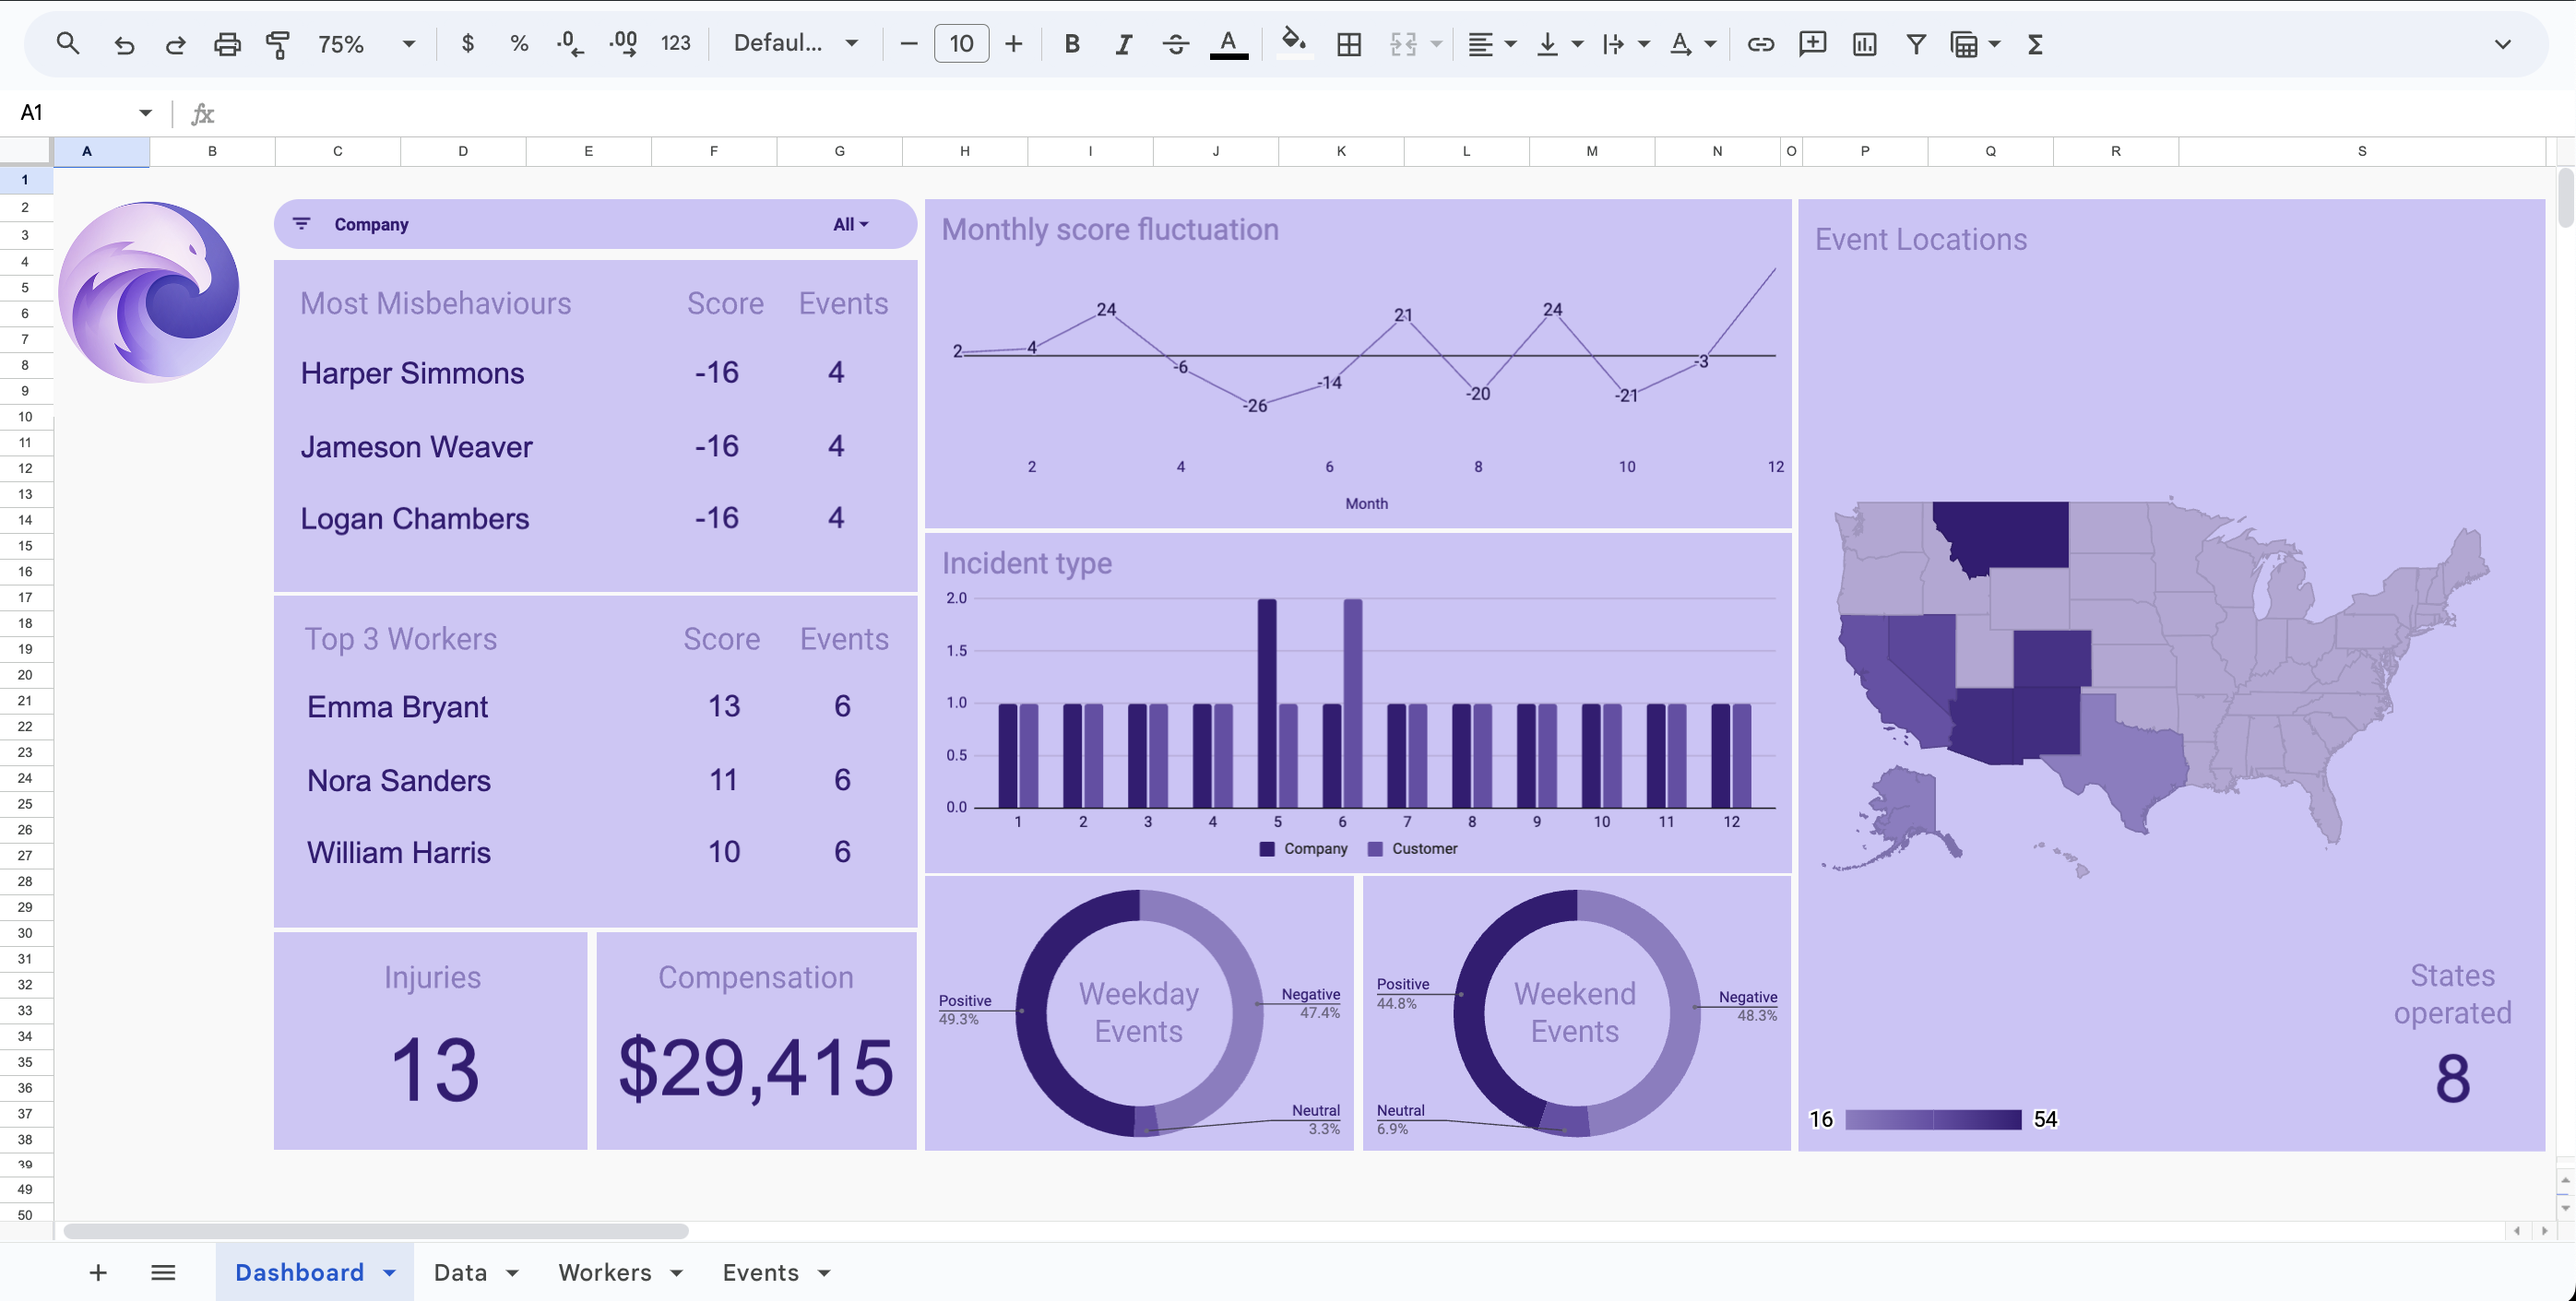 75%
$ % .0 .00 123 Defaul... 10 B I A A Σ
A1 fx
A B C D E F G H I J K L M N O P Q R S
1
2
3
4
5
6
7
8
9
10
11
12
13
14
15
16
17
18
19
20
21
22
23
24
25
26
27
28
29
30
31
32
33
34
35
36
37
38
39
49
50
Company All
Most Misbehaviours Score Events
Harper Simmons -16 4
Jameson Weaver -16 4
Logan Chambers -16 4
Top 3 Workers Score Events
Emma Bryant 13 6
Nora Sanders 11 6
William Harris 10 6
Injuries
13
Compensation
$29,415
Monthly score fluctuation
2 4 24 -6 -26 -14 21 -20 24 -21 -3
2 4 6 8 10 12
Month
Incident type
2.0
1.5
1.0
0.5
0.0
1 2 3 4 5 6 7 8 9 10 11 12
Company Customer
Weekday
Events
Positive
49.3%
Negative
47.4%
Neutral
3.3%
Weekend
Events
Positive
44.8%
Negative
48.3%
Neutral
6.9%
Event Locations
States
operated
8
16 54
Dashboard Data Workers Events